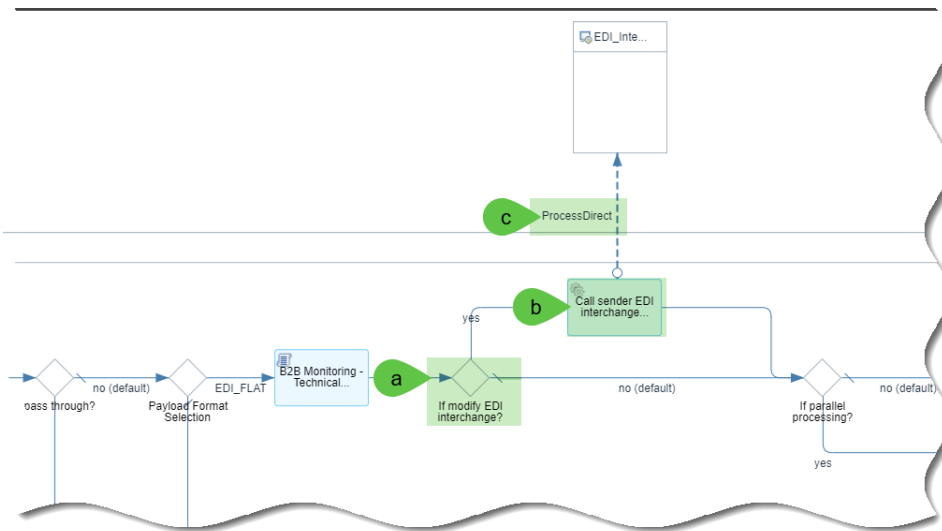 EDI_Inte...
c
ProcessDirect
b
Call sender EDI
interchange...
yes
B2B Monitoring -
Technical...
a
no (default)
EDI_FLAT
no (default)
no (default)
pass through?
Payload Format
Selection
If modify EDI
interchange?
If parallel
processing?
yes